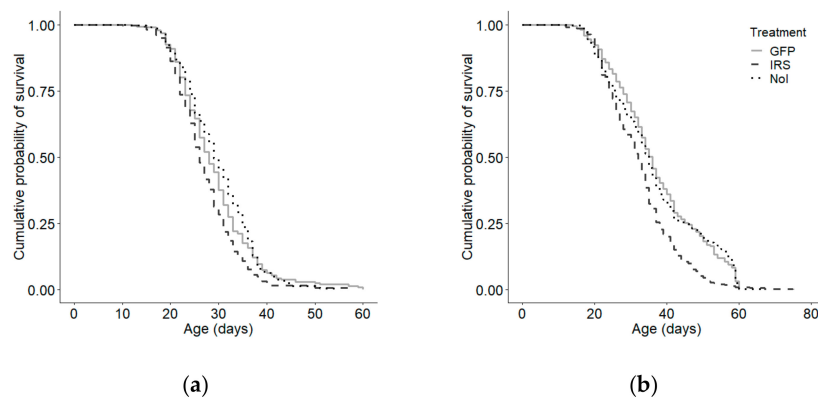 1.00
0.75
0.50
0.25
0.00
Cumulative probability of survival
0 10 20 30 40 50 60
Age (days)
(a)
1.00
0.75
0.50
0.25
0.00
Cumulative probability of survival
0 20 40 60 80
Age (days)
Treatment
GFP
IRS
NoI
(b)